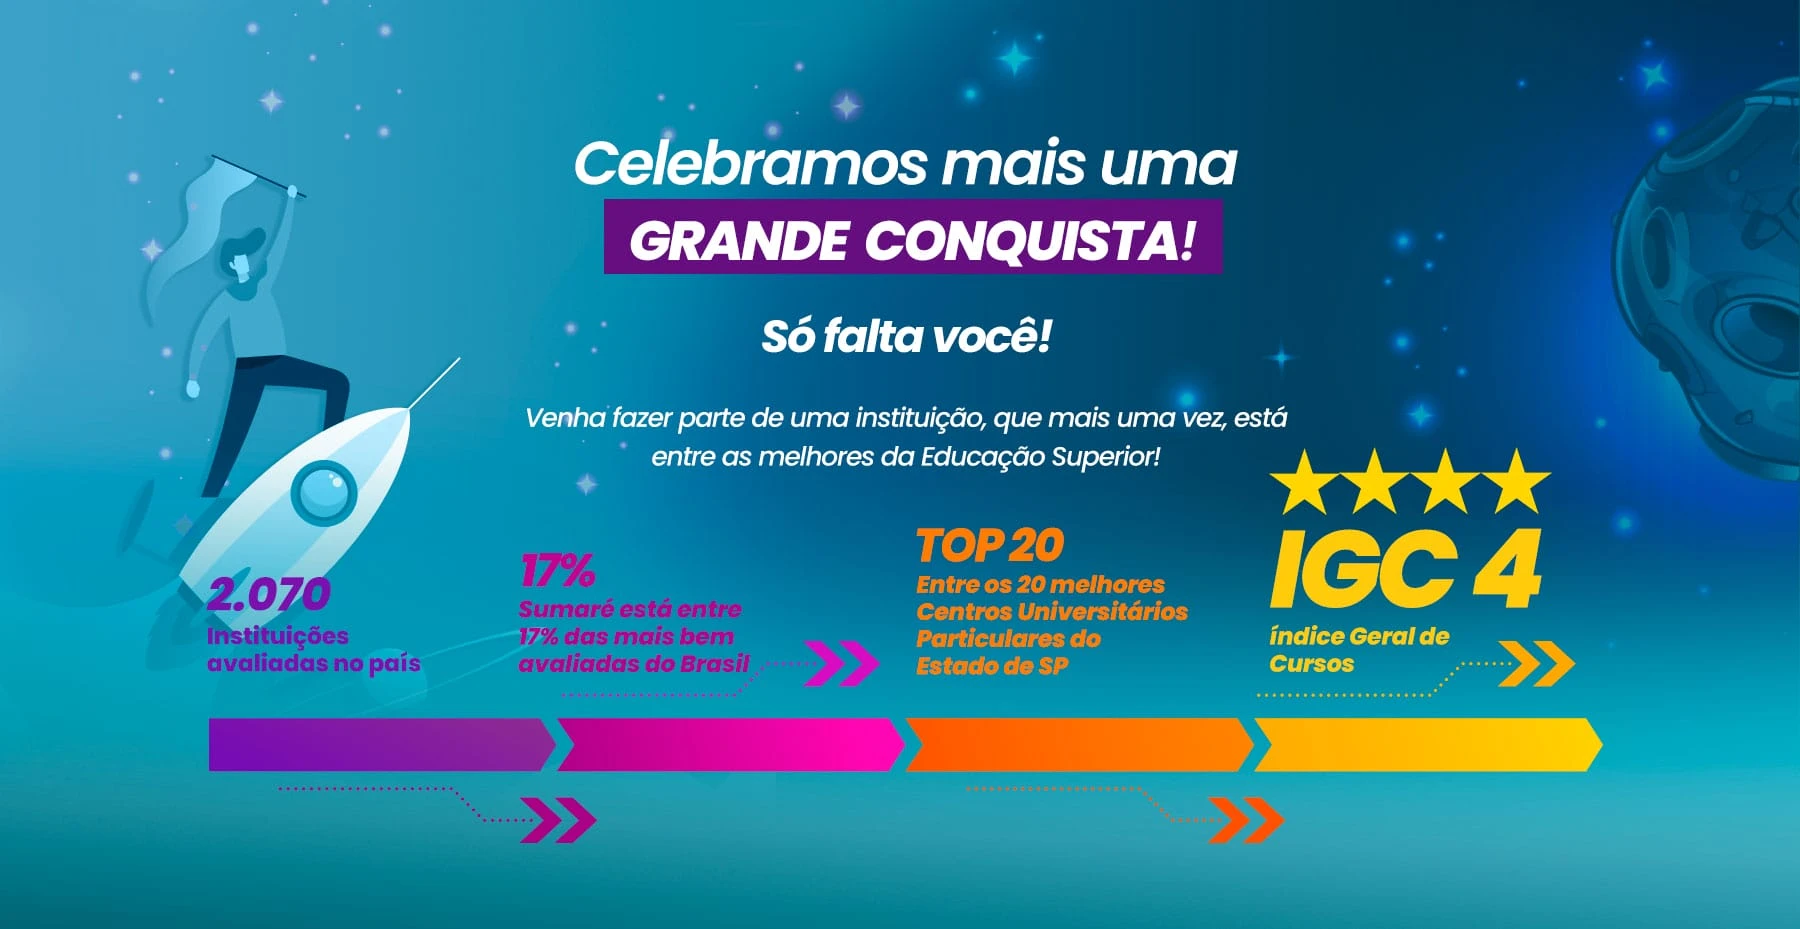 Celebramos mais uma
GRANDE CONQUISTA!
Só falta você!
Venha fazer parte de uma instituição, que mais uma vez, está
entre as melhores da Educação Superior!
2.070
Instituições
avaliadas no país
17%
Sumaré está entre
17% das mais bem
avaliadas do Brasil
TOP 20
Entre os 20 melhores
Centros Universitários
Particulares do
Estado de SP
IGC 4
índice Geral de
Cursos